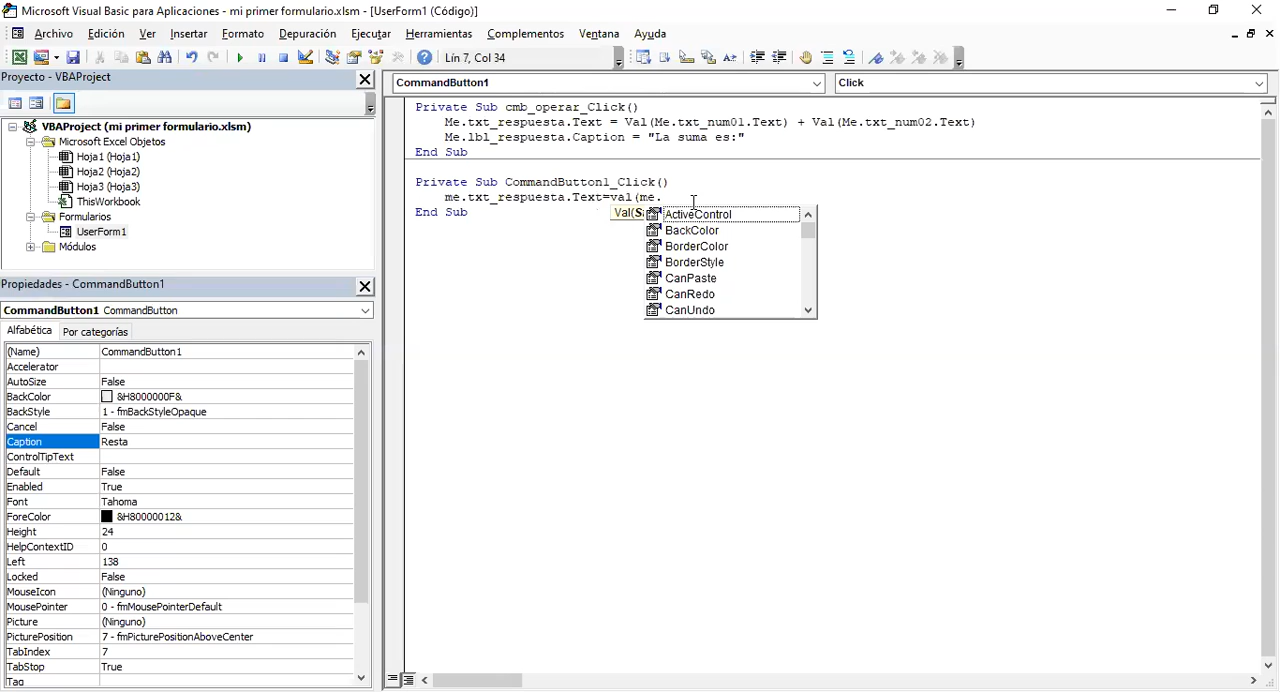 Microsoft Visual Basic para Aplicaciones - mi primer formulario.xlsm - [UserForm1 (Código)]
Archivo Edición Ver Insertar Formato Depuración Ejecutar Herramientas Complementos Ventana Ayuda
Lín 7, Col 34
Proyecto - VBAProject
VBAProject (mi primer formulario.xlsm)
Microsoft Excel Objetos
Hoja1 (Hoja1)
Hoja2 (Hoja2)
Hoja3 (Hoja3)
ThisWorkbook
Formularios
UserForm1
Módulos
Propiedades - CommandButton1
CommandButton1 CommandButton
Alfabética Por categorías
(Name) CommandButton1
Accelerator
AutoSize False
BackColor &H8000000F&
BackStyle 1 - fmBackStyleOpaque
Cancel False
Caption Resta
ControlTipText
Default False
Enabled True
Font Tahoma
ForeColor &H80000012&
Height 24
HelpContextID 0
Left 138
Locked False
MouseIcon (Ninguno)
MousePointer 0 - fmMousePointerDefault
Picture (Ninguno)
PicturePosition 7 - fmPicturePositionAboveCenter
TabIndex 7
TabStop True
Tag
CommandButton1 Click
Private Sub cmb_operar_Click()
Me.txt_respuesta.Text = Val(Me.txt_num01.Text) + Val(Me.txt_num02.Text)
Me.lbl_respuesta.Caption = "La suma es:"
End Sub
Private Sub CommandButton1_Click()
me.txt_respuesta.Text=val(me.
End Sub
Val(S
ActiveControl
BackColor
BorderColor
BorderStyle
CanPaste
CanRedo
CanUndo